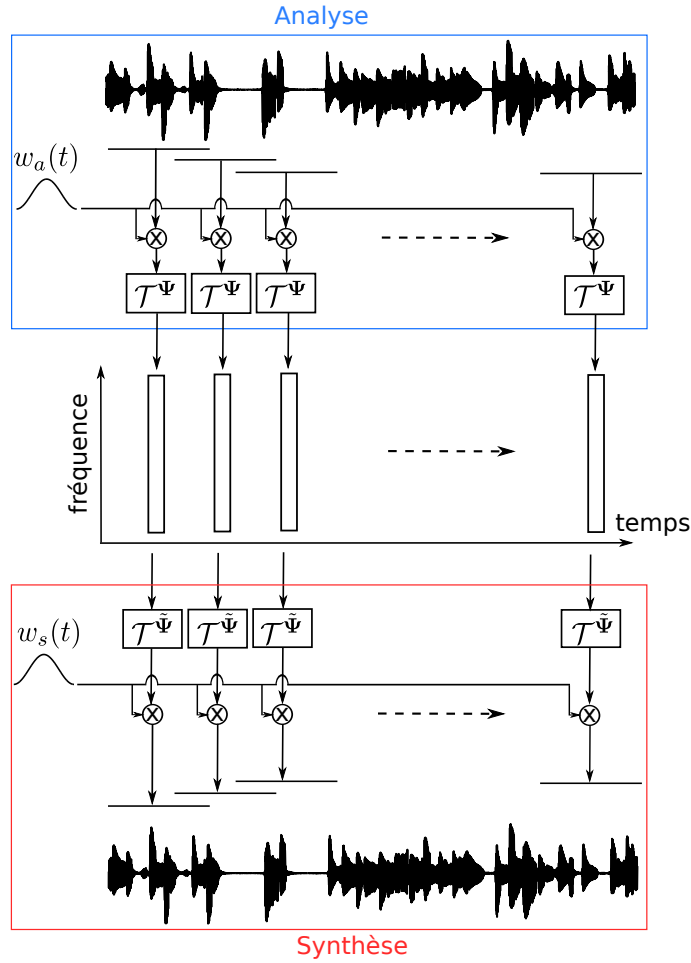 Analyse
w_a(t)
X X X X
𝒯^Ψ 𝒯^Ψ 𝒯^Ψ 𝒯^Ψ
fréquence
temps
𝒯^Ψ̃ 𝒯^Ψ̃ 𝒯^Ψ̃ 𝒯^Ψ̃
w_s(t)
X X X X
Synthèse